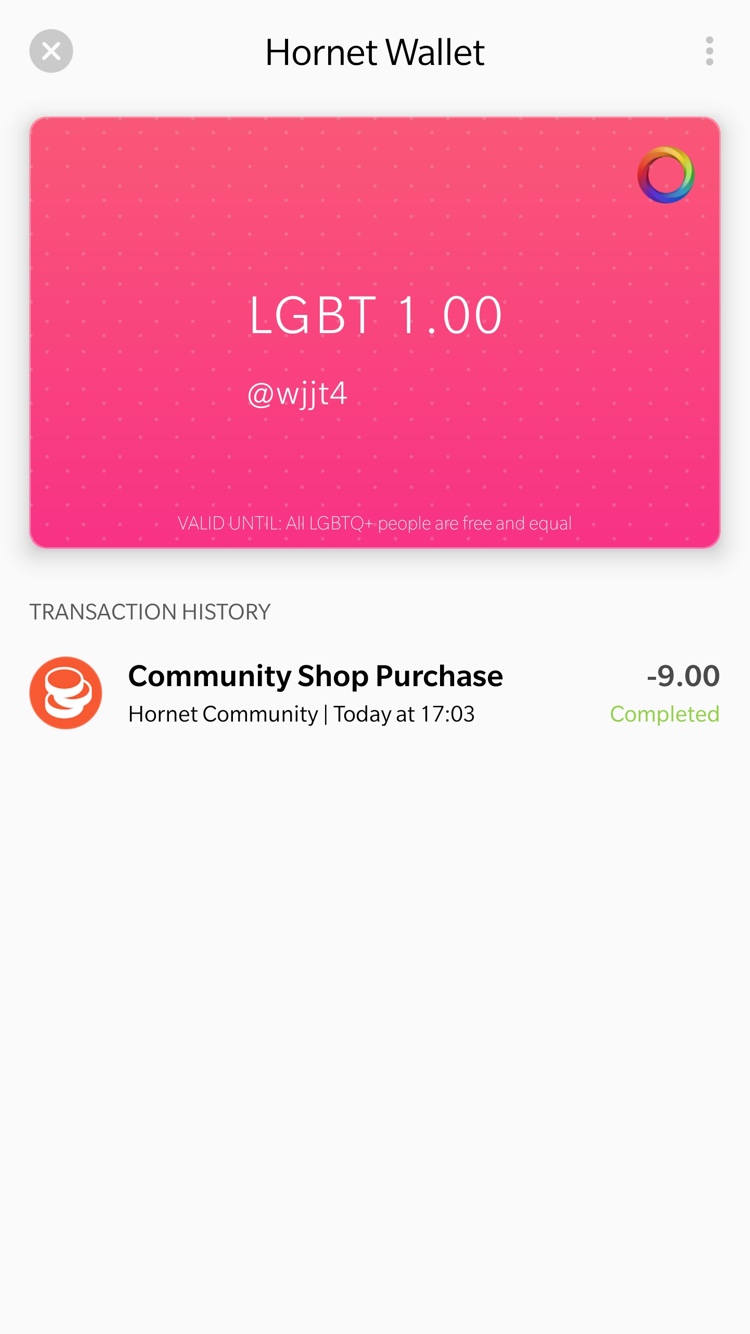 Hornet Wallet
LGBT 1.00
@wjjt4
VALID UNTIL: All LGBTQ+ people are free and equal
TRANSACTION HISTORY
Community Shop Purchase
-9.00
Hornet Community | Today at 17:03
Completed